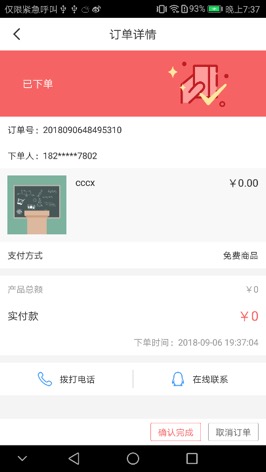 仅限紧急呼叫 93% 晚上7:37
订单详情
已下单
订单号：2018090648495310
下单人：182*****7802
cccx ￥0.00
支付方式 免费商品
产品总额 ￥0
实付款 ￥0
下单时间：2018-09-06 19:37:04
拨打电话 在线联系
确认完成 取消订单